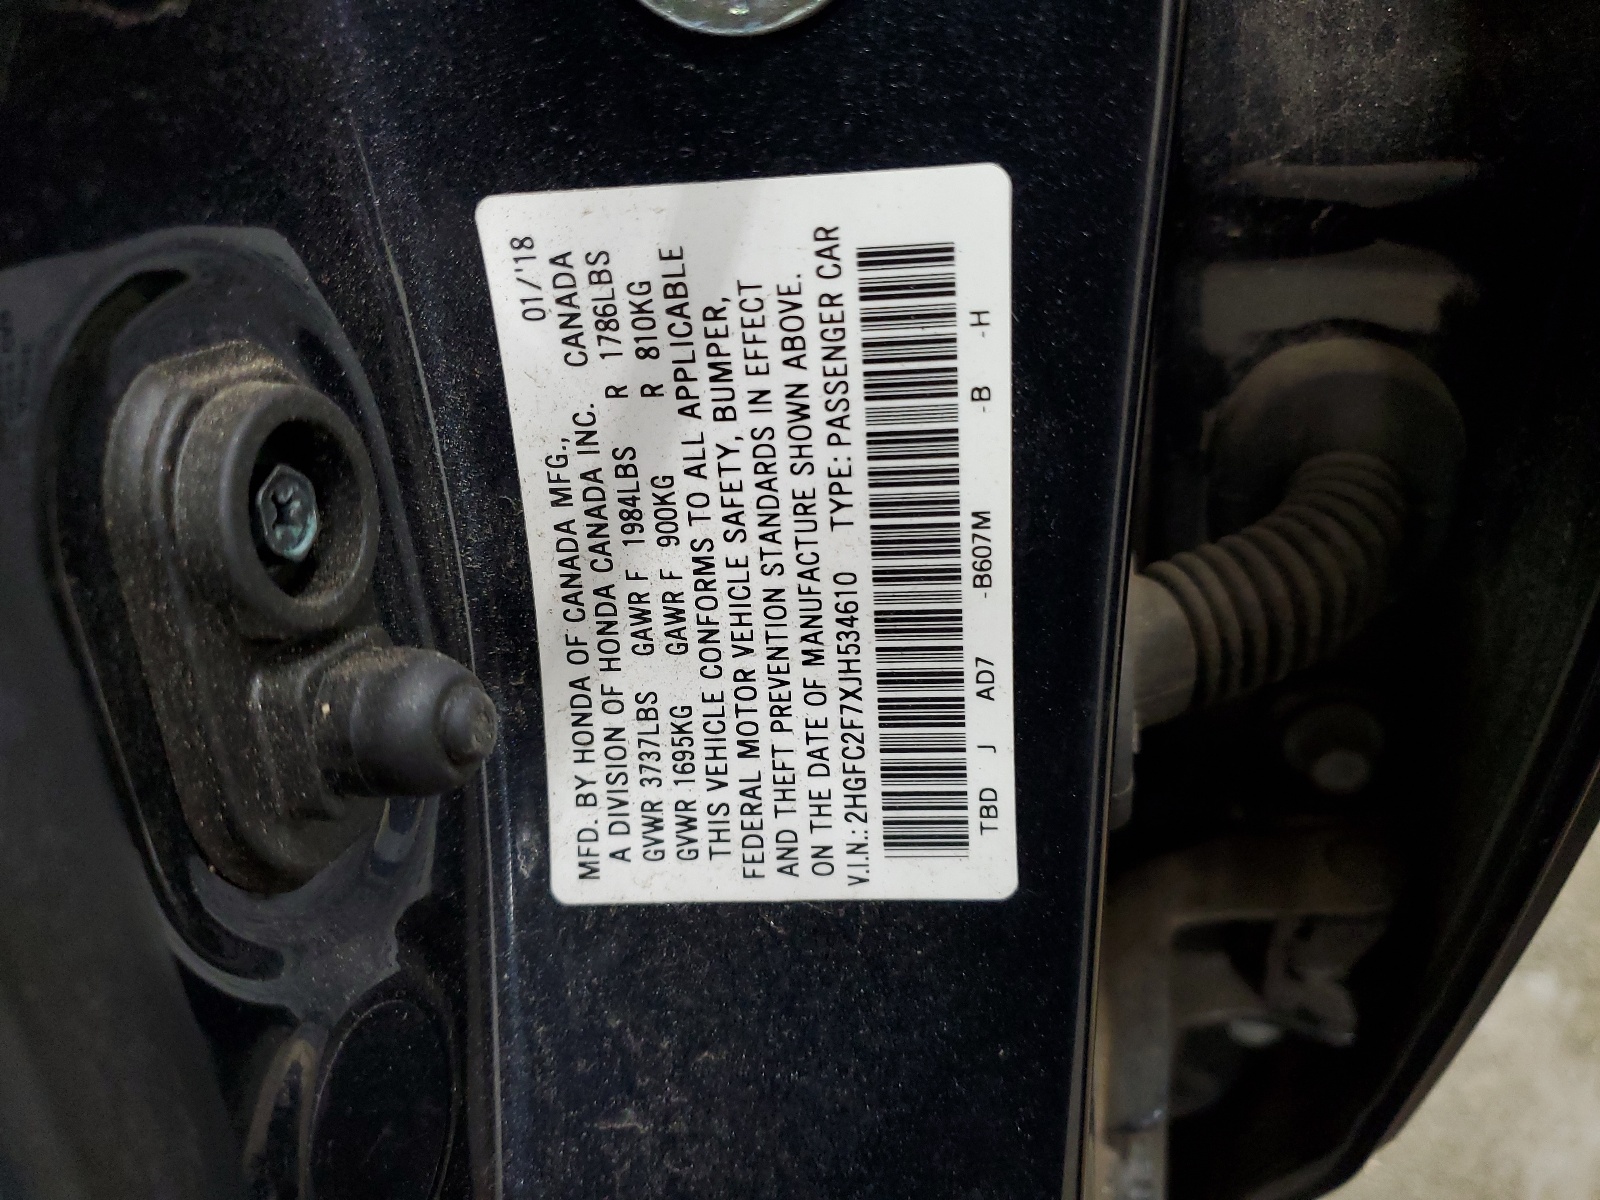 01/'18
MFD. BY HONDA OF CANADA MFG.,
A DIVISION OF HONDA CANADA INC. CANADA
GVWR 3737LBS GAWR F 1984LBS R 1786LBS
GVWR 1695KG GAWR F 900KG R 810KG
THIS VEHICLE CONFORMS TO ALL APPLICABLE
FEDERAL MOTOR VEHICLE SAFETY, BUMPER,
AND THEFT PREVENTION STANDARDS IN EFFECT
ON THE DATE OF MANUFACTURE SHOWN ABOVE.
V.I.N.: 2HGFC2F7XJH534610 TYPE: PASSENGER CAR
TBD J AD7 -B607M -B -H